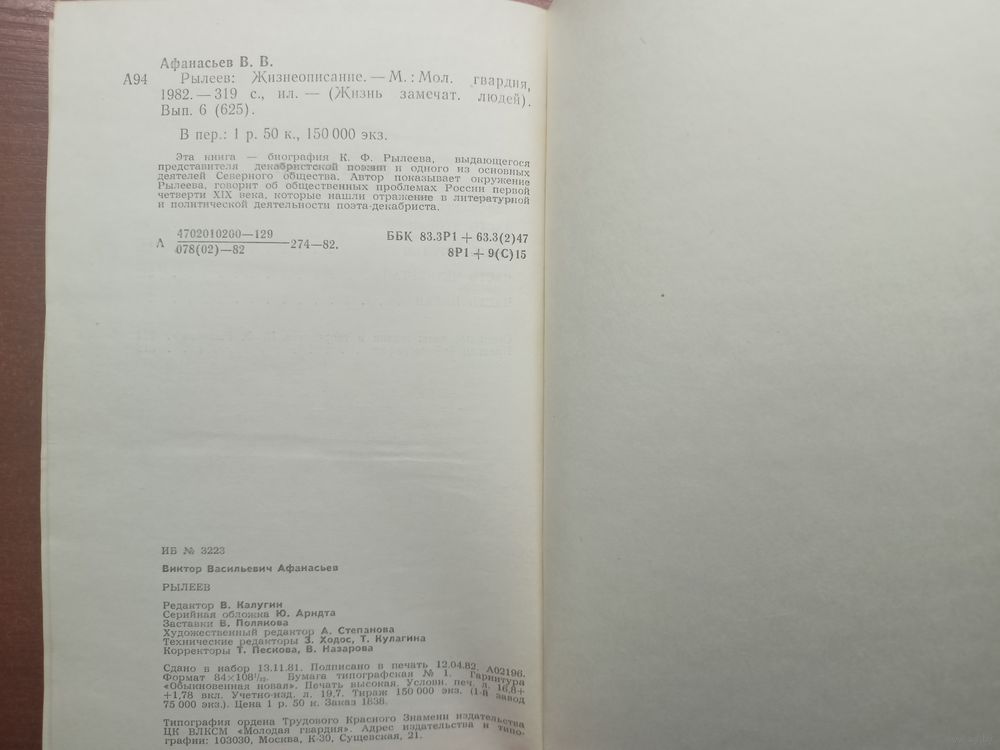 Афанасьев В. В.
А94 Рылеев: Жизнеописание. — М. : Мол. гвардия,
1982. — 319 с., ил. — (Жизнь замечат. людей).
Вып. 6 (625).
В пер.: 1 р. 50 к., 150 000 экз.
Эта книга — биография К. Ф. Рылеева, выдающегося
представителя декабристской поэзии и одного из основных
деятелей Северного общества. Автор показывает окружение
Рылеева, говорит об общественных проблемах России первой
четверти XIX века, которые нашли отражение в литературной
и политической деятельности поэта-декабриста.
4702010200—129
А 274—82.
078(02)—82
ББК 83.3Р1 + 63.3(2)47
8Р1 + 9(С)15
ИБ № 3223
Виктор Васильевич Афанасьев
РЫЛЕЕВ
Редактор В. Калугин
Серийная обложка Ю. Арндта
Заставки В. Полякова
Художественный редактор А. Степанова
Технические редакторы З. Ходос, Т. Кулагина
Корректоры Т. Пескова, В. Назарова
Сдано в набор 13.11.81. Подписано в печать 12.04.82. А02196.
Формат 84×108¹/₃₂. Бумага типографская № 1. Гарнитура
«Обыкновенная новая». Печать высокая. Условн. печ. л. 16,8+
+1,78 вкл. Учетно-изд. л. 19,7. Тираж 150 000 экз. (1-й завод
75 000 экз.). Цена 1 р. 50 к. Заказ 1838.
Типография ордена Трудового Красного Знамени издательства
ЦК ВЛКСМ «Молодая гвардия». Адрес издательства и типо-
графии: 103030, Москва, К-30, Сущевская, 21.